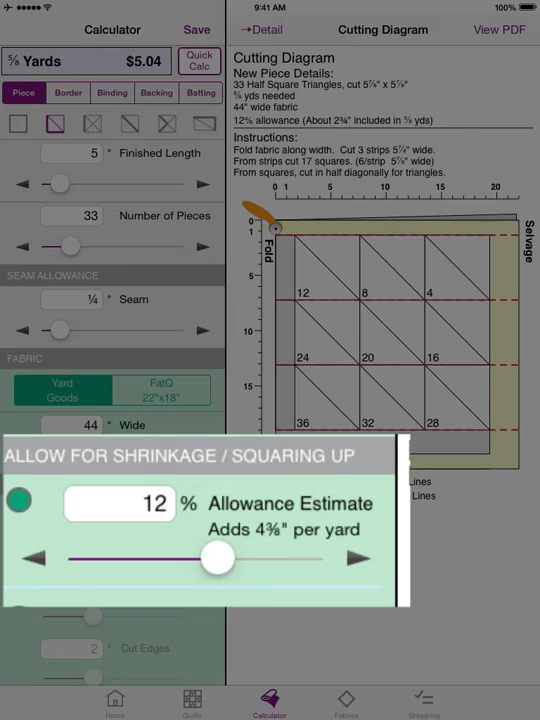 9:41 AM
100%
Calculator
Save
⅝ Yards
$5.04
Quick
Calc
Piece
Border
Binding
Backing
Batting
5 " Finished Length
33 Number of Pieces
SEAM ALLOWANCE
¼ " Seam
FABRIC
Yard
Goods
FatQ
22"x18"
44 " Wide
ALLOW FOR SHRINKAGE / SQUARING UP
12 % Allowance Estimate
Adds 4⅜" per yard
2 " Cut Edges
→Detail
Cutting Diagram
View PDF
Cutting Diagram
New Piece Details:
33 Half Square Triangles, cut 5⅞" x 5⅞"
⅝ yds needed
44" wide fabric
12% allowance (About 2¾" included in ⅝ yds)
Instructions:
Fold fabric along width. Cut 3 strips 5⅞" wide.
From strips cut 17 squares. (6/strip 5⅞" wide)
From squares, cut in half diagonally for triangles.
0 1 5 10 15 20
0
1
5
10
15
Fold
Selvage
12 8 4
24 20 16
36 32 28
Lines
Lines
Home
Quilts
Calculator
Fabrics
Shopping